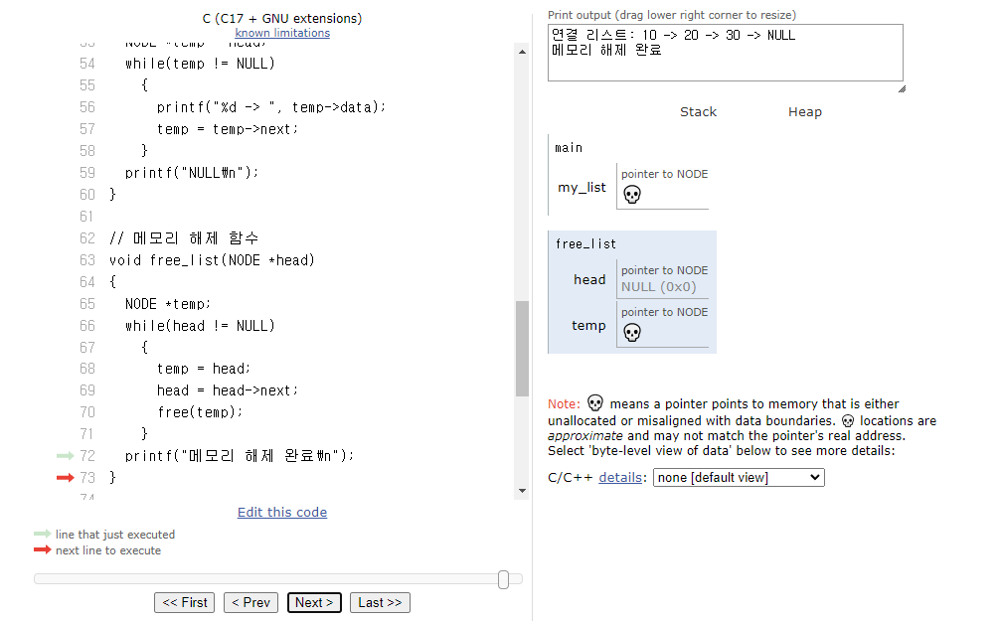 C (C17 + GNU extensions)
known limitations
53 NODE *temp = head;
54 while(temp != NULL)
55 {
56 printf("%d -> ", temp->data);
57 temp = temp->next;
58 }
59 printf("NULL₩n");
60 }
61
62 // 메모리 해제 함수
63 void free_list(NODE *head)
64 {
65 NODE *temp;
66 while(head != NULL)
67 {
68 temp = head;
69 head = head->next;
70 free(temp);
71 }
72 printf("메모리 해제 완료₩n");
73 }
74
Edit this code
line that just executed
next line to execute
<< First
< Prev
Next >
Last >>
Print output (drag lower right corner to resize)
연결 리스트: 10 -> 20 -> 30 -> NULL
메모리 해제 완료
Stack Heap
main
pointer to NODE
my_list
free_list
pointer to NODE
head
NULL (0x0)
pointer to NODE
temp
Note: means a pointer points to memory that is either
unallocated or misaligned with data boundaries. locations are
approximate and may not match the pointer's real address.
Select 'byte-level view of data' below to see more details:
C/C++ details: none [default view]